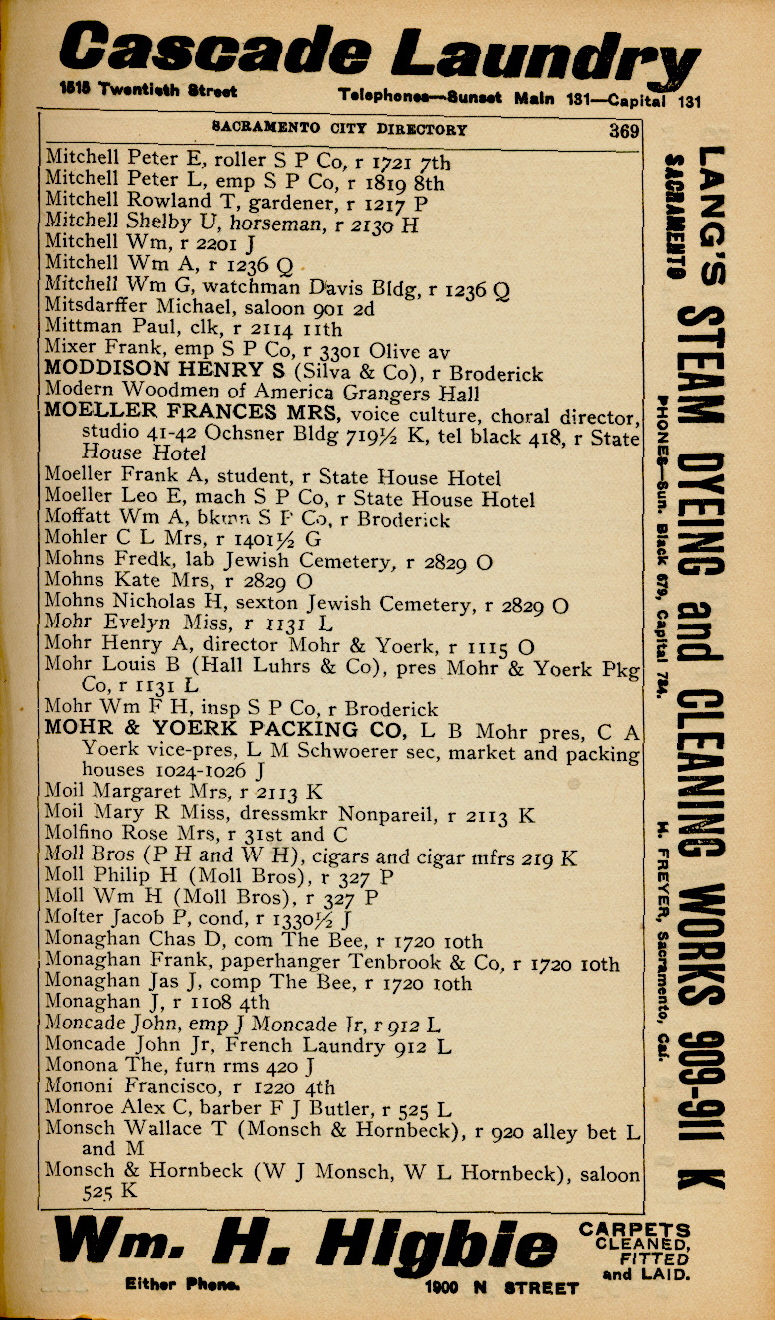 Cascade Laundry
1515 Twentieth Street Telephones—Sunset Main 131—Capital 131
SACRAMENTO CITY DIRECTORY 369
Mitchell Peter E, roller S P Co, r 1721 7th
Mitchell Peter L, emp S P Co, r 1819 8th
Mitchell Rowland T, gardener, r 1217 P
Mitchell Shelby U, horseman, r 2130 H
Mitchell Wm, r 2201 J
Mitchell Wm A, r 1236 Q
Mitchell Wm G, watchman Davis Bldg, r 1236 Q
Mitsdarffer Michael, saloon 901 2d
Mittman Paul, clk, r 2114 11th
Mixer Frank, emp S P Co, r 3301 Olive av
MODDISON HENRY S (Silva & Co), r Broderick
Modern Woodmen of America Grangers Hall
MOELLER FRANCES MRS, voice culture, choral director,
studio 41-42 Ochsner Bldg 719½ K, tel black 418, r State
House Hotel
Moeller Frank A, student, r State House Hotel
Moeller Leo E, mach S P Co, r State House Hotel
Moffatt Wm A, bkmn S P Co, r Broderick
Mohler C L Mrs, r 1401½ G
Mohns Fredk, lab Jewish Cemetery, r 2829 O
Mohns Kate Mrs, r 2829 O
Mohns Nicholas H, sexton Jewish Cemetery, r 2829 O
Mohr Evelyn Miss, r 1131 L
Mohr Henry A, director Mohr & Yoerk, r 1115 O
Mohr Louis B (Hall Luhrs & Co), pres Mohr & Yoerk Pkg
Co, r 1131 L
Mohr Wm F H, insp S P Co, r Broderick
MOHR & YOERK PACKING CO, L B Mohr pres, C A
Yoerk vice-pres, L M Schwoerer sec, market and packing
houses 1024-1026 J
Moil Margaret Mrs, r 2113 K
Moil Mary R Miss, dressmkr Nonpareil, r 2113 K
Molfino Rose Mrs, r 31st and C
Moll Bros (P H and W H), cigars and cigar mfrs 219 K
Moll Philip H (Moll Bros), r 327 P
Moll Wm H (Moll Bros), r 327 P
Molter Jacob P, cond, r 1330½ J
Monaghan Chas D, com The Bee, r 1720 10th
Monaghan Frank, paperhanger Tenbrook & Co, r 1720 10th
Monaghan Jas J, comp The Bee, r 1720 10th
Monaghan J, r 1108 4th
Moncade John, emp J Moncade Jr, r 912 L
Moncade John Jr, French Laundry 912 L
Monona The, furn rms 420 J
Mononi Francisco, r 1220 4th
Monroe Alex C, barber F J Butler, r 525 L
Monsch Wallace T (Monsch & Hornbeck), r 920 alley bet L
and M
Monsch & Hornbeck (W J Monsch, W L Hornbeck), saloon
525 K
LANG'S STEAM DYEING and CLEANING WORKS 909-911 K
SACRAMENTO PHONES—Sun. Black 679, Capital 784. H. FREYER, Sacramento, Cal.
Wm. H. Higbie
CARPETS
CLEANED,
FITTED
and LAID.
Either Phone. 1900 N STREET